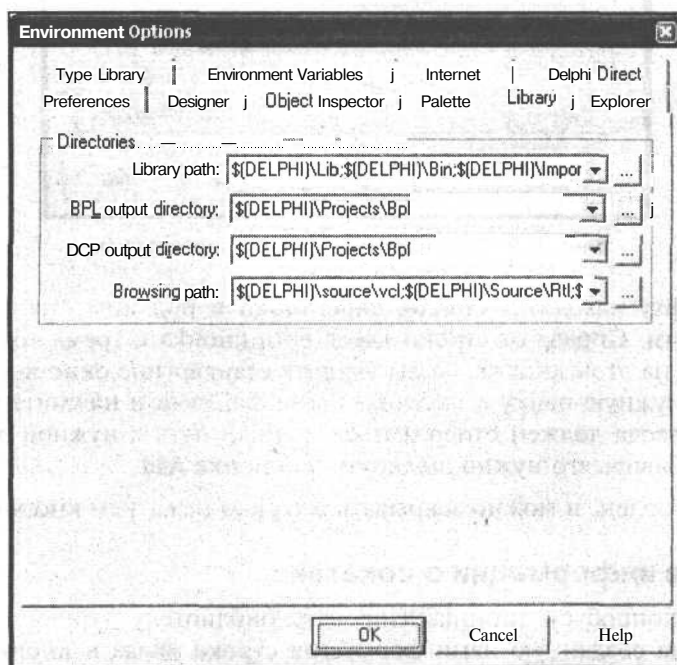 Environment Options
Type Library Environment Variables j Internet Delphi Direct
Preferences Designer j Object Inspector j Palette Library j Explorer
Directories
Library path: $(DELPHI)\Lib;$(DELPHI)\Bin;$(DELPHI)\Impor ...
BPL output directory: $(DELPHI)\Projects\Bpl ... j
DCP output directory: $(DELPHI)\Projects\Bpl ...
Browsing path: $(DELPHI)\source\vcl;$(DELPHI)\Source\Rtl;$ ...
OK Cancel Help